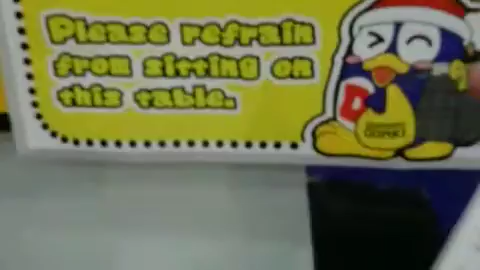 Please refrain
from sitting on
this table.
D